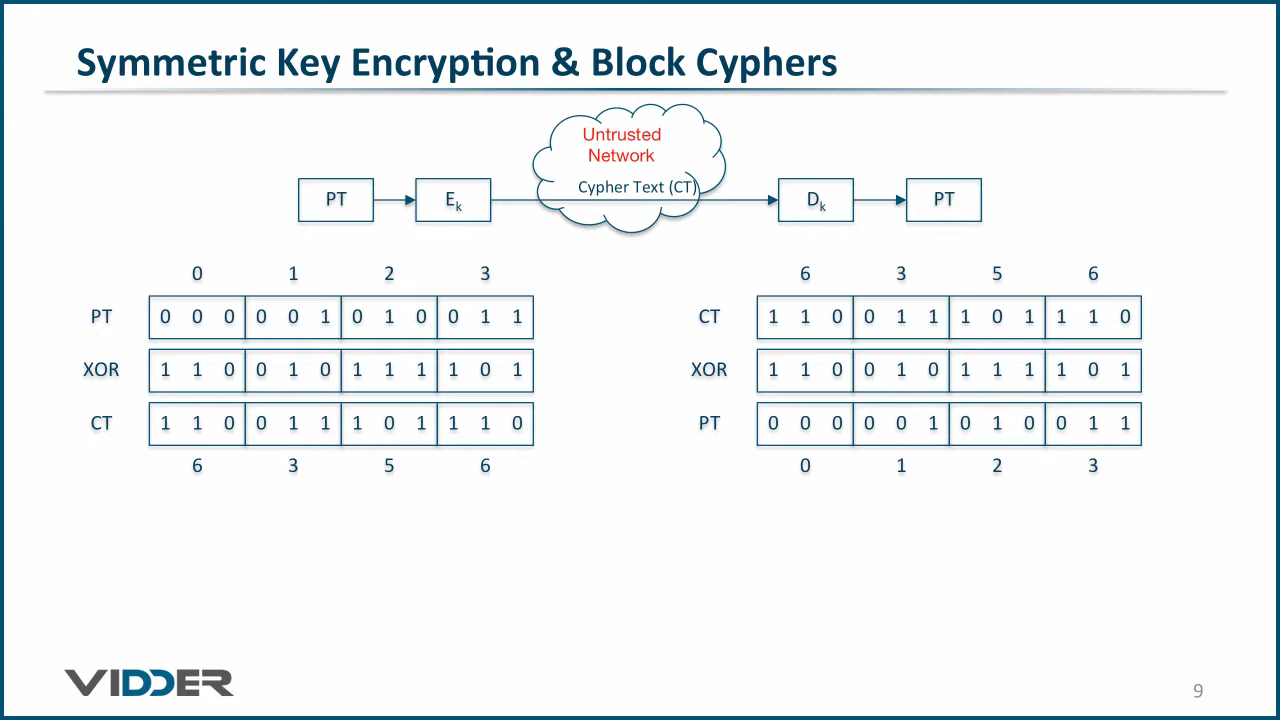 Symmetric Key Encryption & Block Cyphers
Untrusted
Network
Cypher Text (CT)
PT
Ek
Dk
PT
0 1 2 3
PT 0 0 0 0 0 1 0 1 0 0 1 1
XOR 1 1 0 0 1 0 1 1 1 1 0 1
CT 1 1 0 0 1 1 1 0 1 1 1 0
6 3 5 6
6 3 5 6
CT 1 1 0 0 1 1 1 0 1 1 1 0
XOR 1 1 0 0 1 0 1 1 1 1 0 1
PT 0 0 0 0 0 1 0 1 0 0 1 1
0 1 2 3
VIDDER
9